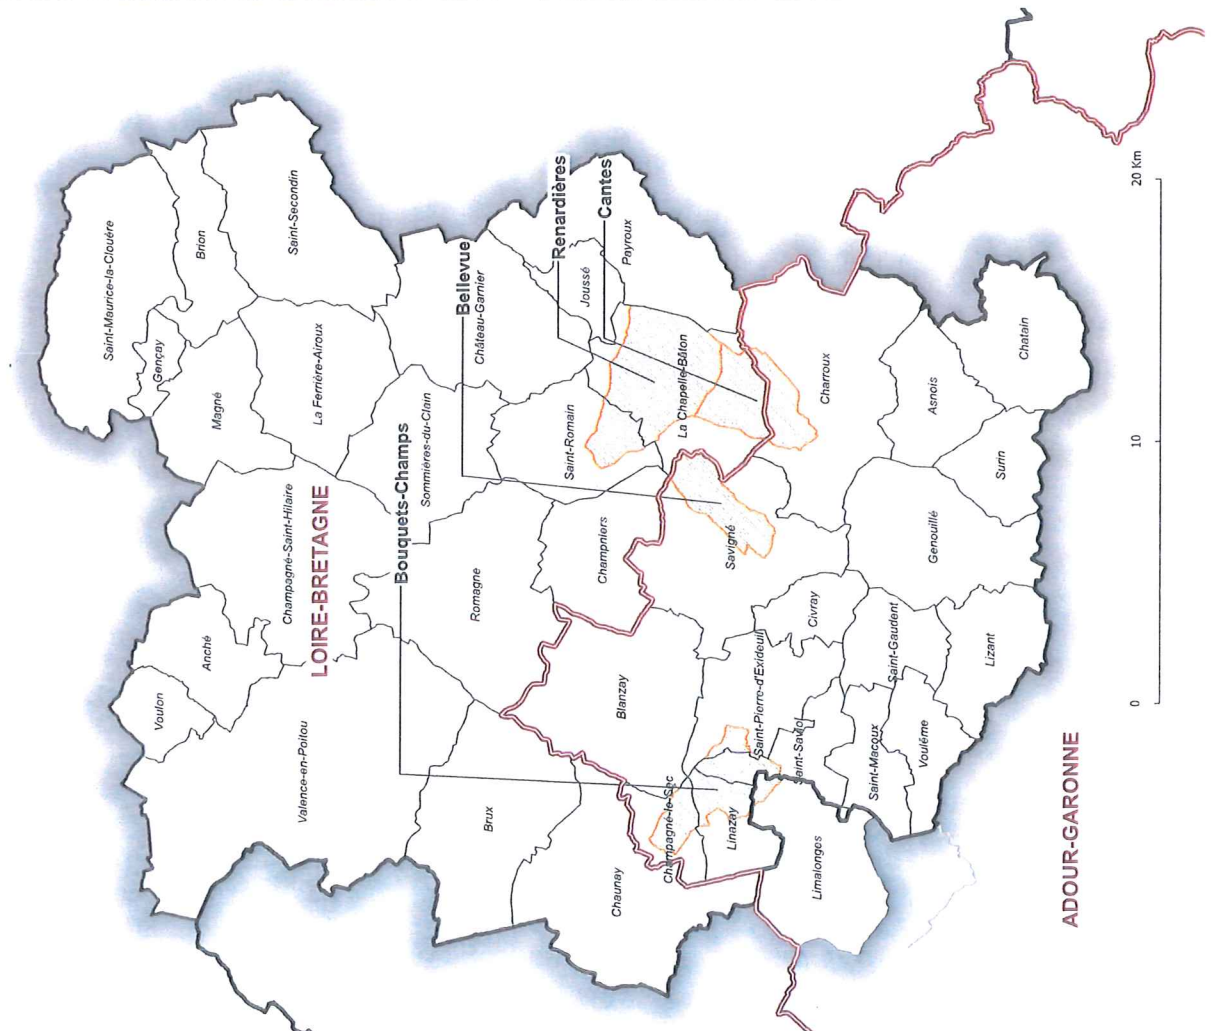 Saint-Maurice-la-Clouère
Brion
Saint-Secondin
Gençay
Magné
La Ferrière-Airoux
Château-Garnier
Bellevue
Renardières
Cantes
Joussé
Payroux
Champagné-Saint-Hilaire
LOIRE-BRETAGNE
Sommières-du-Clain
Saint-Romain
La Chapelle-Bâton
Charroux
Bouquets-Champs
Anché
Voulon
Valence-en-Poitou
Romagne
Champniers
Savigné
Asnois
Chatain
Surin
Genouillé
Brux
Blanzay
Civray
Saint-Pierre-d'Exideuil
Saint-Gaudent
Lizant
Chaunay
Champagné-le-Sec
Linazay
Saint-Saviol
Saint-Macoux
Voulême
Limalonges
ADOUR-GARONNE
0
10
20 Km